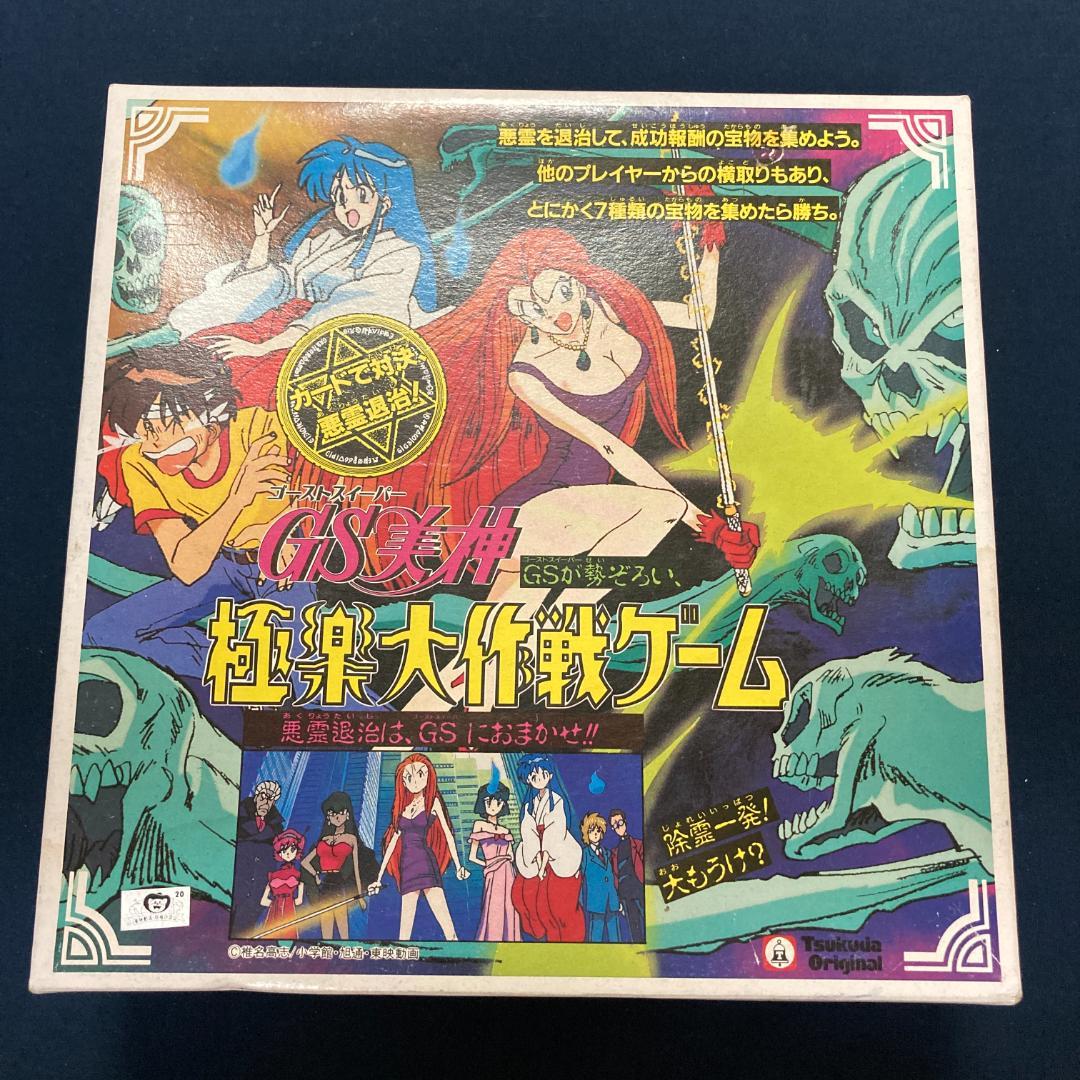 悪霊を退治して、成功報酬の宝物を集めよう。
他のプレイヤーからの横取りもあり、
とにかく7種類の宝物を集めたら勝ち。
カードで対決
悪霊退治!
ゴーストスイーパー
GS美神
GSが勢ぞろい、
極楽大作戦ゲーム
悪霊退治は、GSにおまかせ!!
除霊一発!
大もうけ?
20
©椎名高志/小学館・旭通・東映動画
Tsukuda
Original